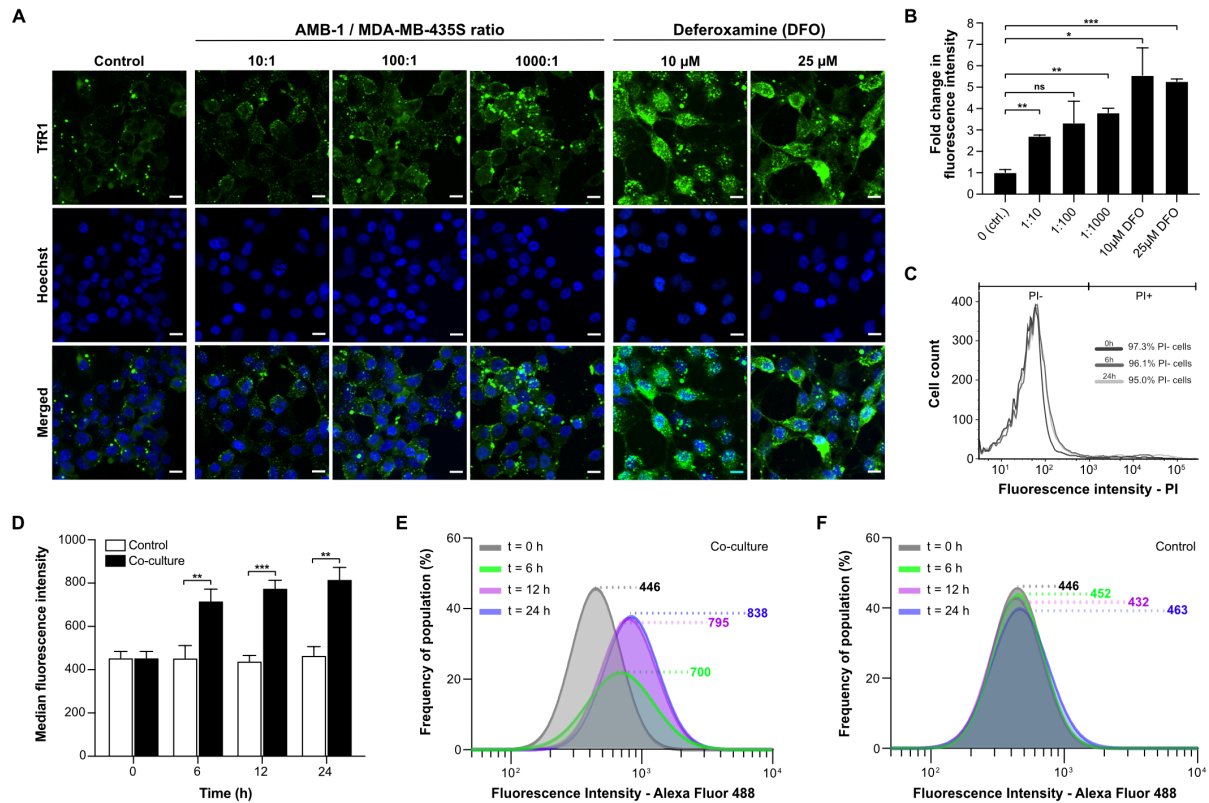 A
AMB-1 / MDA-MB-435S ratio
Deferoxamine (DFO)
Control
10:1
100:1
1000:1
10 µM
25 µM
TfR1
Hoechst
Merged
B
Fold change in
fluorescence intensity
8
7
6
5
4
3
2
1
0
***
*
**
ns
**
0 (ctrl.)
1:10
1:100
1:1000
10µM DFO
25µM DFO
C
PI-
PI+
Cell count
400
300
200
100
0
0h 97.3% PI- cells
6h 96.1% PI- cells
24h 95.0% PI- cells
10¹
10²
10³
10⁴
10⁵
Fluorescence intensity - PI
D
Median fluorescence intensity
1000
800
600
400
200
0
Control
Co-culture
**
***
**
0
6
12
24
Time (h)
E
Frequency of population (%)
60
40
20
0
t = 0 h
t = 6 h
t = 12 h
t = 24 h
Co-culture
446
838
795
700
10²
10³
10⁴
Fluorescence Intensity - Alexa Fluor 488
F
Frequency of population (%)
60
40
20
0
t = 0 h
t = 6 h
t = 12 h
t = 24 h
Control
446
452
432
463
10²
10³
10⁴
Fluorescence Intensity - Alexa Fluor 488